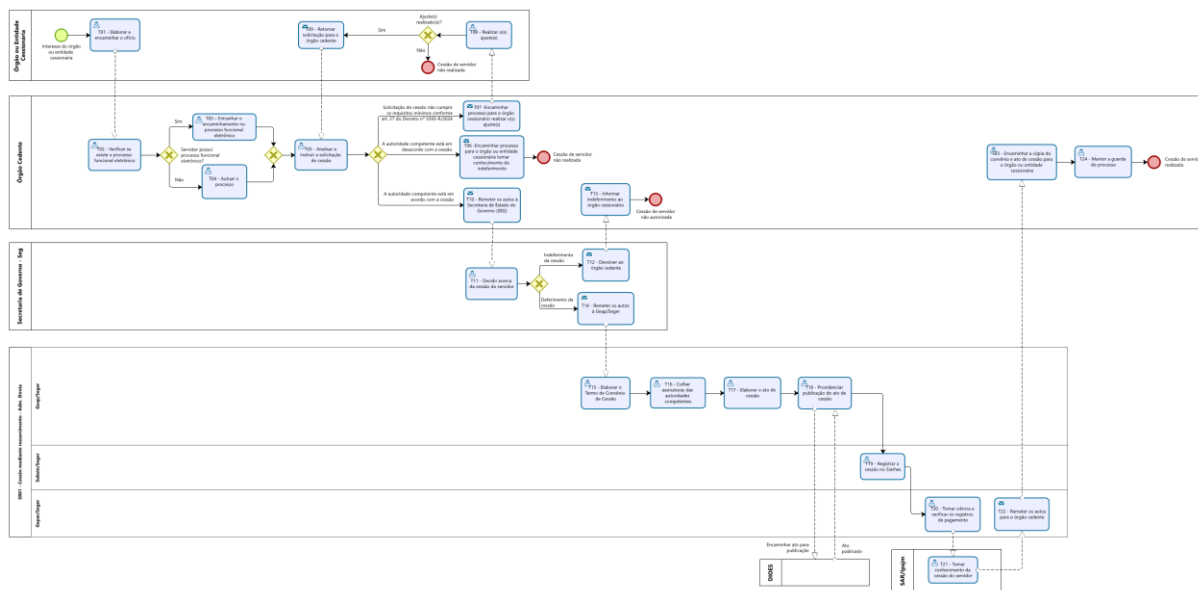 Órgão ou Entidade
Cessionária
Interesse do órgão
ou entidade
cessionária
T01 - Elaborar e
encaminhar o ofício
T09 - Retornar
solicitação para o
órgão cedente
Sim
Ajuste(s)
realizado(s)?
Não
Cessão de servidor
não realizada
T08 - Realizar o(s)
ajuste(s)
Órgão Cedente
T02 - Verificar se
existe o processo
funcional eletrônico
Sim
Servidor possui
processo funcional
eletrônico?
Não
T03 - Entranhar o
encaminhamento no
processo funcional
eletrônico
T04 - Autuar o
processo
T05 - Analisar e
instruir a solicitação
de cessão
Solicitação de cessão não cumprir
os requisitos mínimos conforme
A autoridade competente está em
desacordo com a cessão
A autoridade competente está em
acordo com a cessão
T07 - Encaminhar
processo para o órgão
cessionário realizar o(s)
ajuste(s)
T06 - Encaminhar processo
para o órgão ou entidade
cessionária tomar
conhecimento do
indeferimento
Cessão de servidor
não realizada
T10 - Remeter os autos à
Secretaria de Estado do
Governo (SEG)
T13 - Informar
indeferimento ao
órgão cessionário
Cessão de servidor
não autorizada
T23 - Encaminhar a cópia do
convênio e ato de cessão para o
órgão ou entidade
cessionária
T24 - Manter a guarda
do processo
Cessão de servidor
realizada
Secretaria de Governo - Seg
T11 - Decidir acerca
da cessão do servidor
Indeferimento
da cessão
Deferimento da
cessão
T12 - Devolver ao
órgão cedente
T14 - Remeter os autos
à Geap/Seger
Cessão mediante ressarcimento - Adm. Direta
Geap/Seger
T15 - Elaborar o
Termo de Convênio
de Cessão
T16 - Colher
assinaturas das
autoridades
competentes
T17 - Elaborar o ato de
cessão
T18 - Providenciar
publicação do ato de
cessão
T19 - Registrar a
cessão no Siarhes
T20 - Tomar ciência e
verificar os registros
de pagamento
T22 - Remeter os autos
para o órgão cedente
Encaminhar ato para
publicação
Ato
publicado
DIOES
SAR/Ipajm
T21 - Tomar
conhecimento da
cessão do servidor